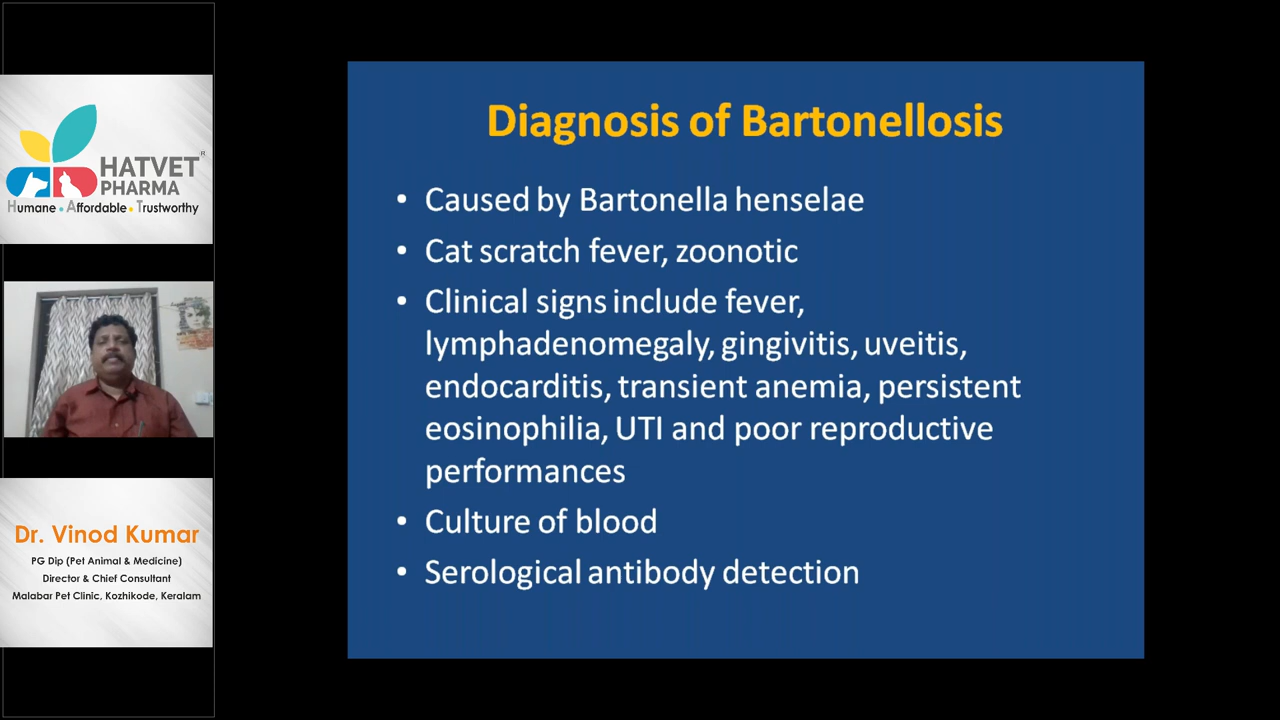 HATVET®
PHARMA
Humane • Affordable • Trustworthy
Dr. Vinod Kumar
PG Dip (Pet Animal & Medicine)
Director & Chief Consultant
Malabar Pet Clinic, Kozhikode, Keralam
Diagnosis of Bartonellosis
• Caused by Bartonella henselae
• Cat scratch fever, zoonotic
• Clinical signs include fever,
lymphadenomegaly, gingivitis, uveitis,
endocarditis, transient anemia, persistent
eosinophilia, UTI and poor reproductive
performances
• Culture of blood
• Serological antibody detection